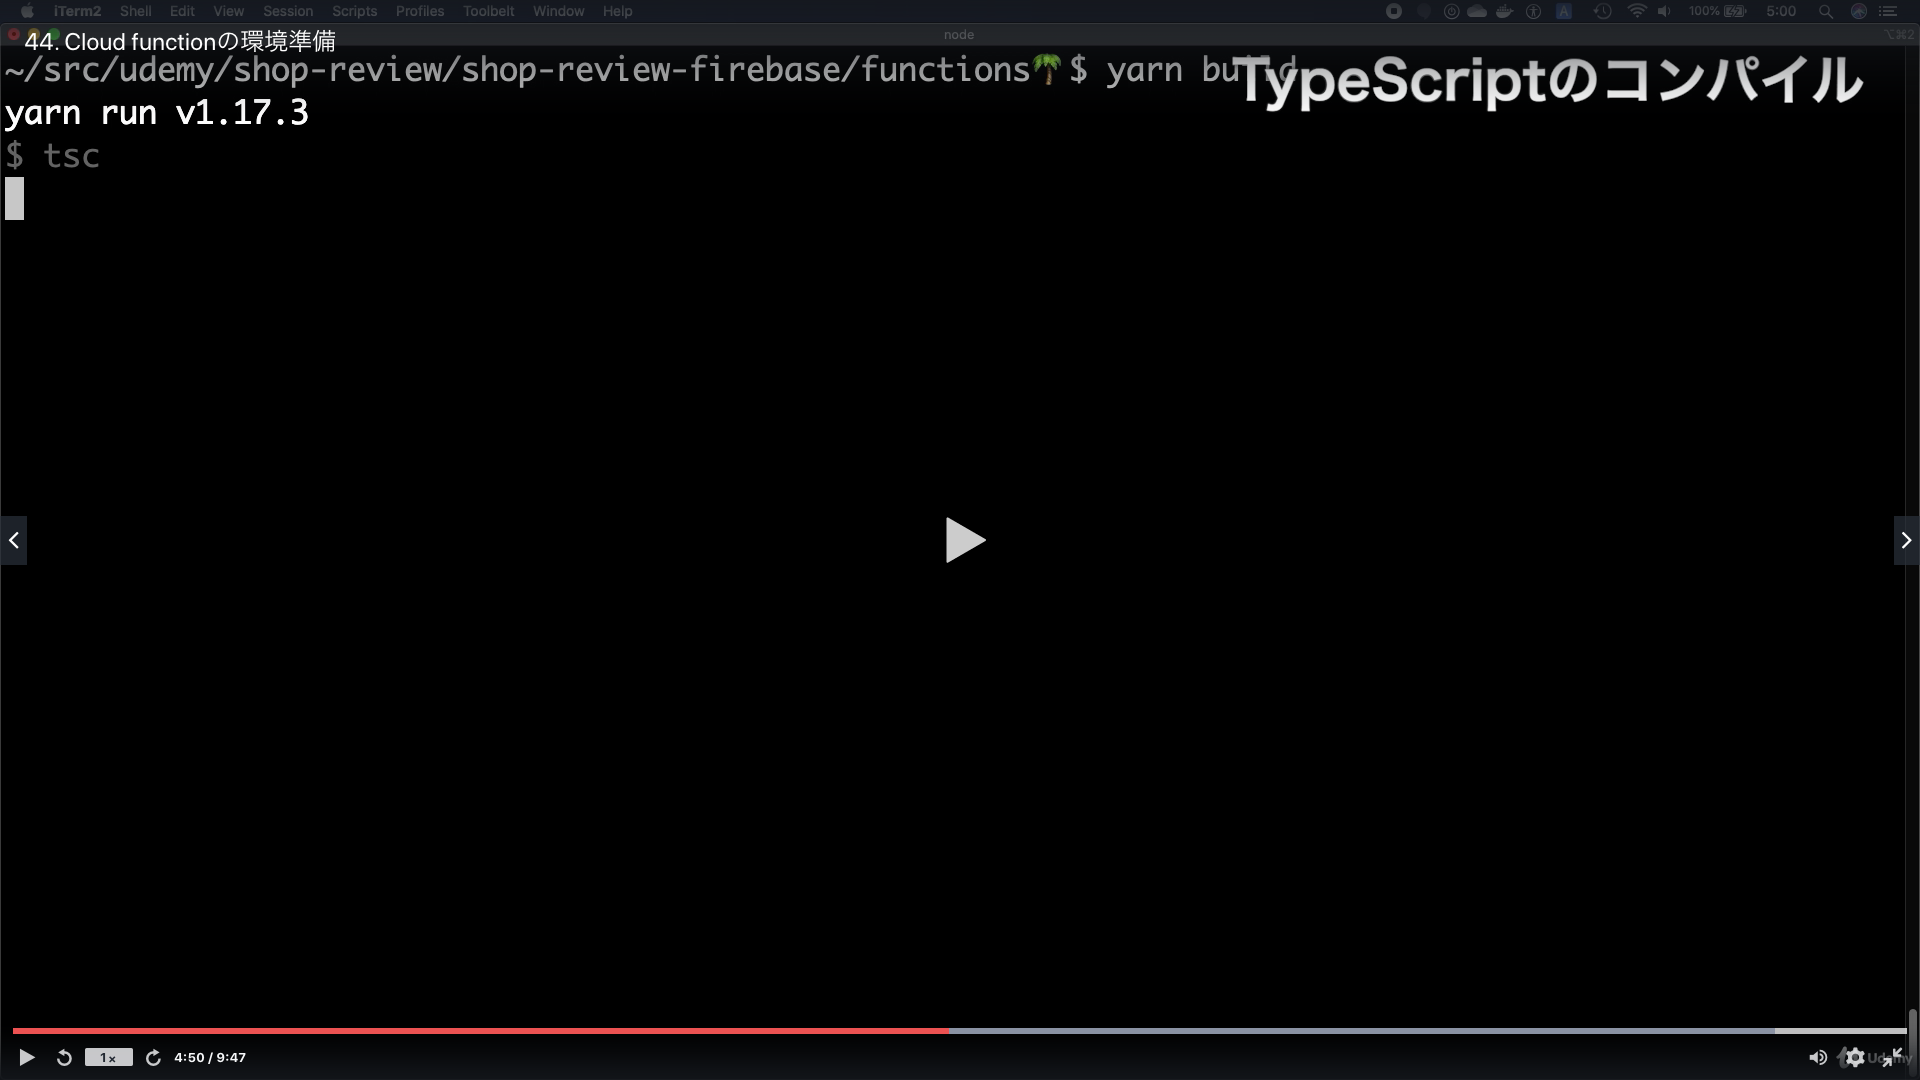 iTerm2 Shell Edit View Session Scripts Profiles Toolbelt Window Help 100% 5:00
node ⌥⌘2
44. Cloud functionの環境準備
~/src/udemy/shop-review/shop-review-firebase/functions🌴$ yarn build
TypeScriptのコンパイル
yarn run v1.17.3
$ tsc
1x 4:50 / 9:47 Udemy